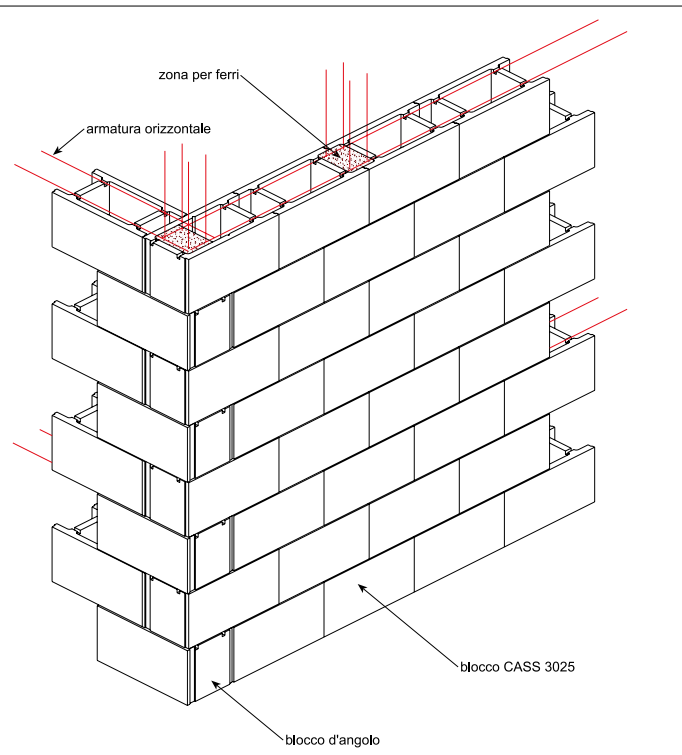 zona per ferri
armatura orizzontale
blocco CASS 3025
blocco d'angolo